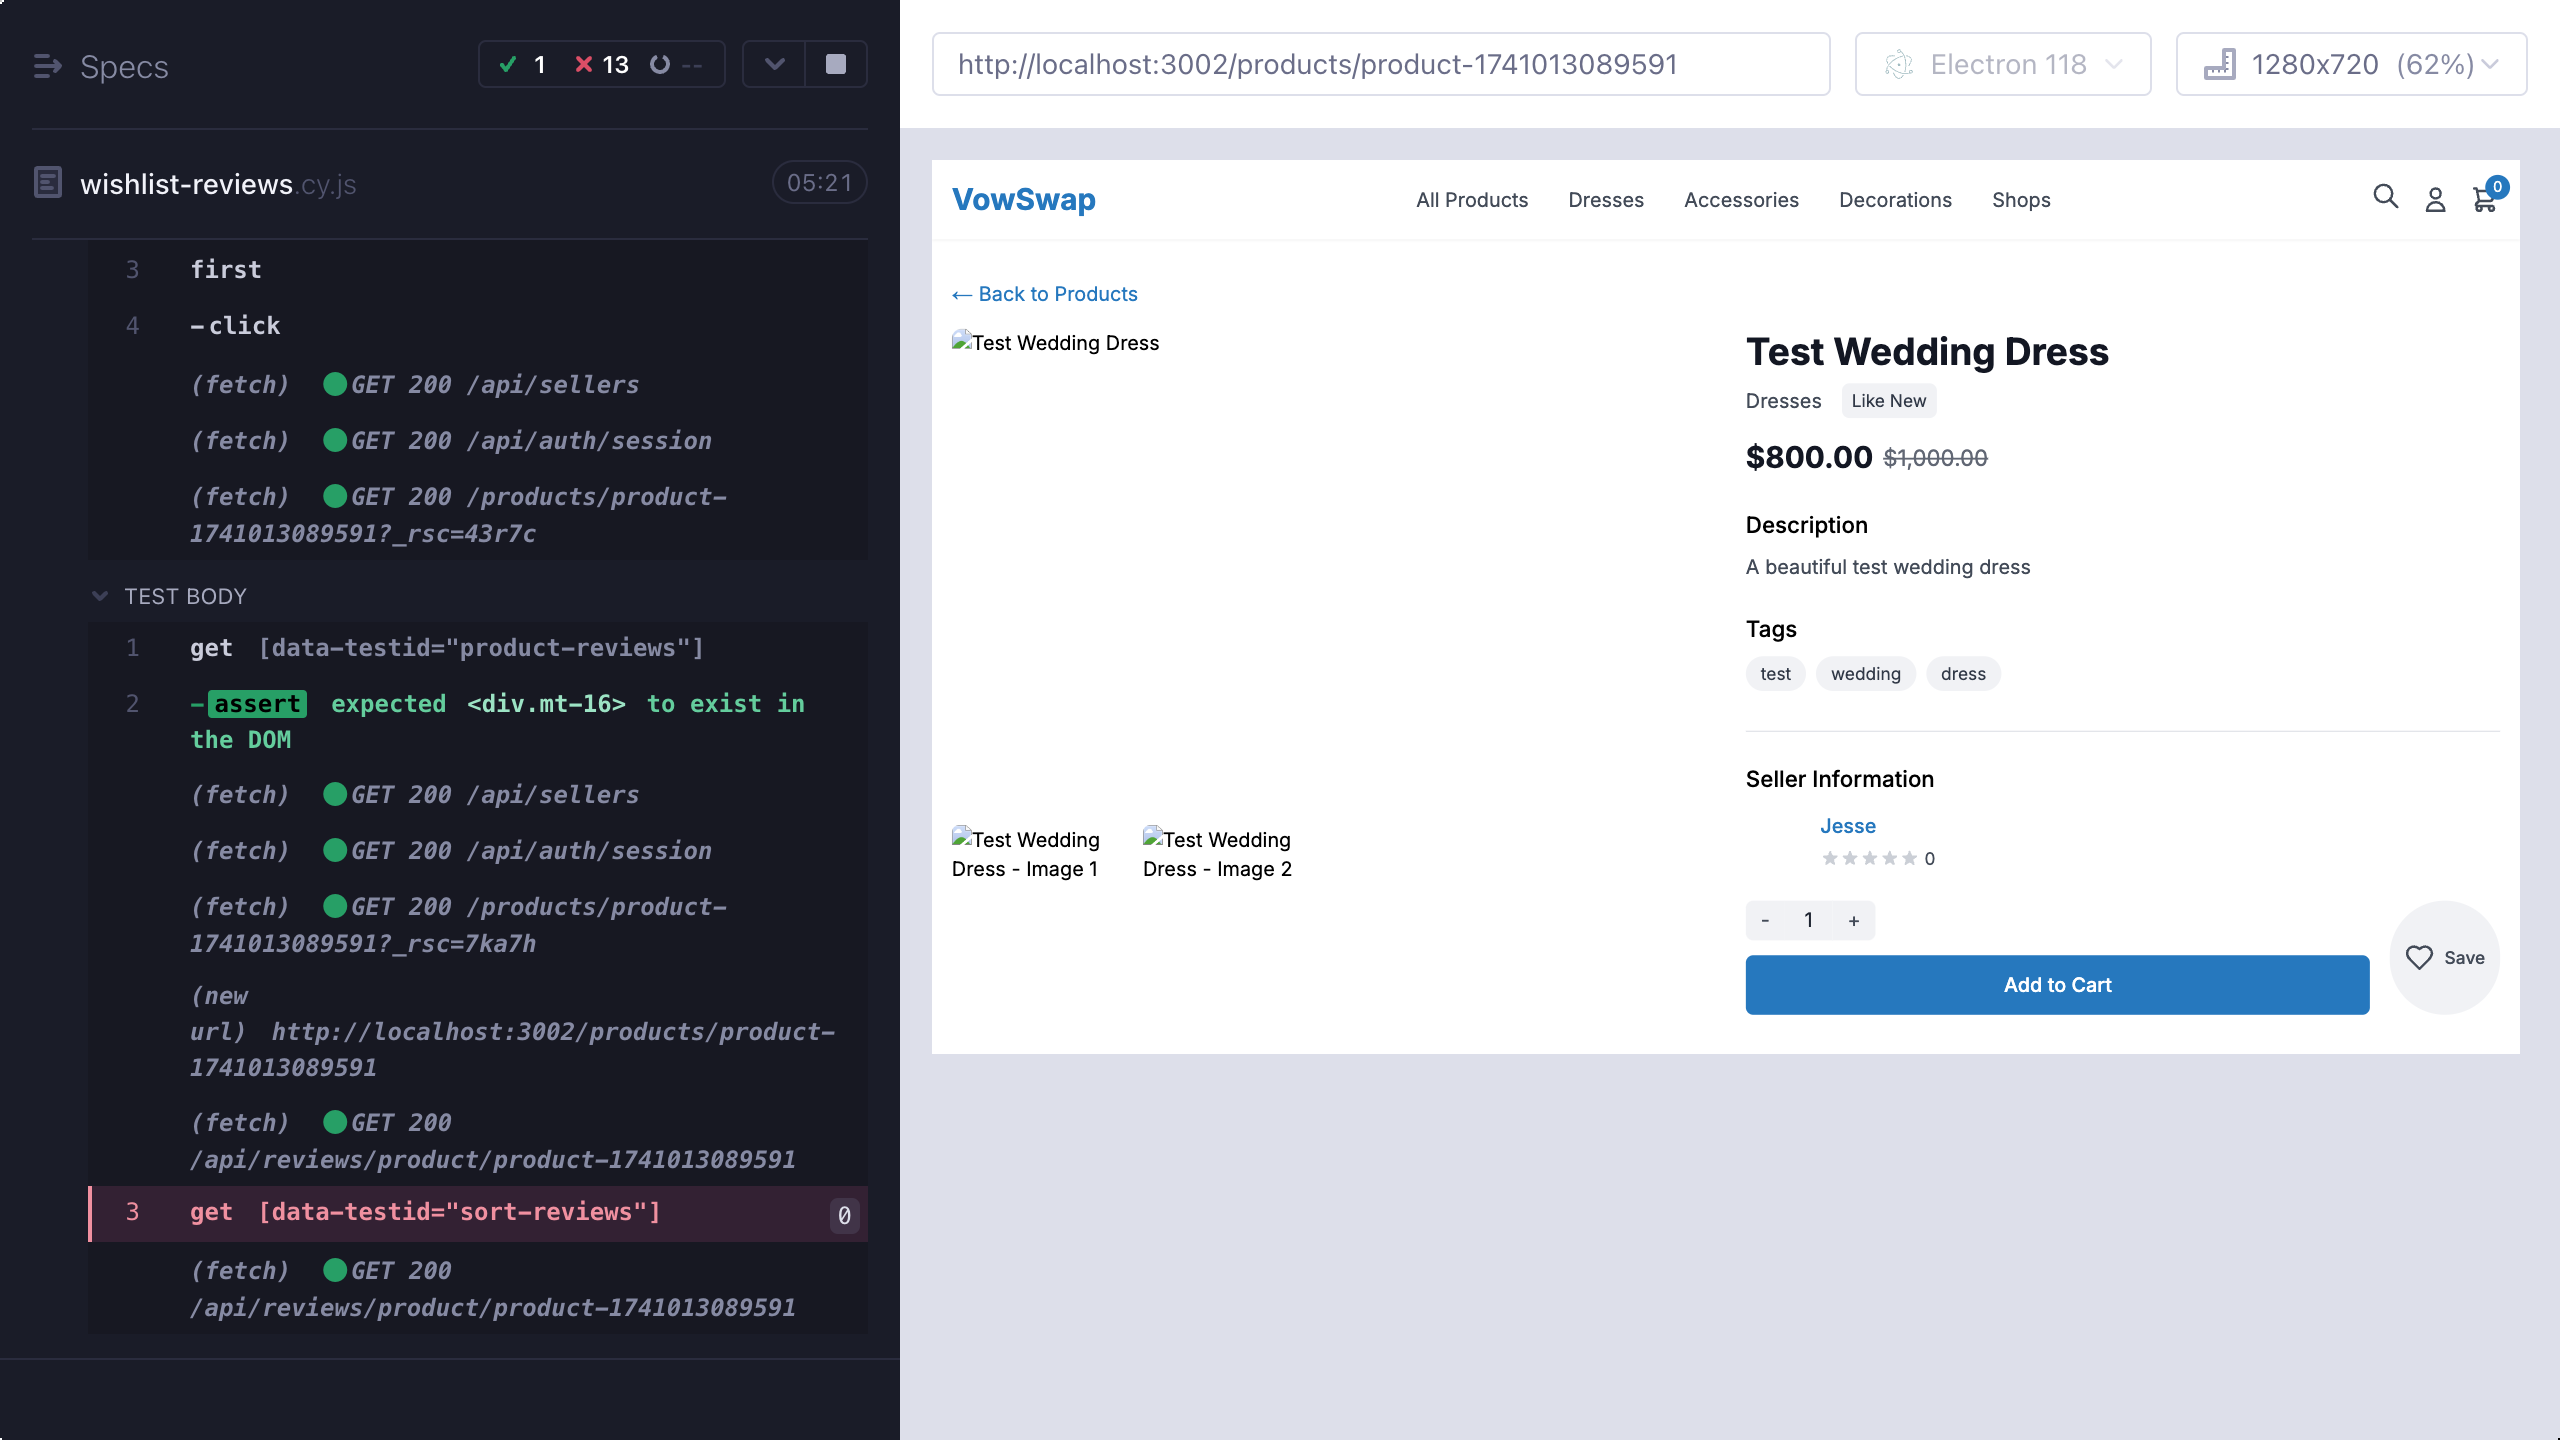 Specs
1
13
--
wishlist-reviews.cy.js
05:21
3 first
4 -click
(fetch) GET 200 /api/sellers
(fetch) GET 200 /api/auth/session
(fetch) GET 200 /products/product-
1741013089591?_rsc=43r7c
TEST BODY
1 get [data-testid="product-reviews"]
2 -assert expected <div.mt-16> to exist in
the DOM
(fetch) GET 200 /api/sellers
(fetch) GET 200 /api/auth/session
(fetch) GET 200 /products/product-
1741013089591?_rsc=7ka7h
(new
url) http://localhost:3002/products/product-
1741013089591
(fetch) GET 200
/api/reviews/product/product-1741013089591
3 get [data-testid="sort-reviews"] 0
(fetch) GET 200
/api/reviews/product/product-1741013089591
http://localhost:3002/products/product-1741013089591
Electron 118
1280x720 (62%)
VowSwap
All Products
Dresses
Accessories
Decorations
Shops
0
← Back to Products
Test Wedding Dress
Test Wedding
Dress - Image 1
Test Wedding
Dress - Image 2
Test Wedding Dress
Dresses
Like New
$800.00 $1,000.00
Description
A beautiful test wedding dress
Tags
test
wedding
dress
Seller Information
Jesse
0
- 1 +
Add to Cart
Save